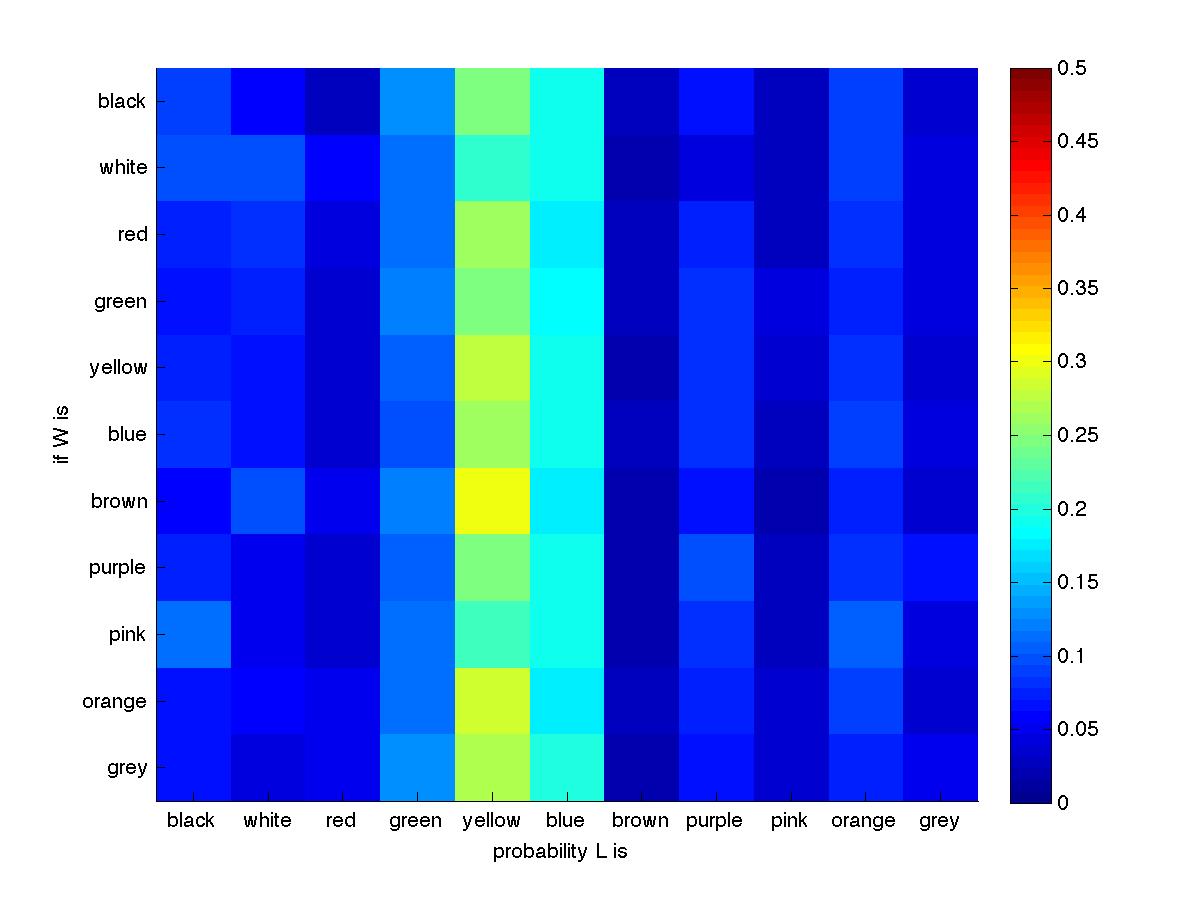 black
white
red
green
yellow
blue
brown
purple
pink
orange
grey
if W is
black white red green yellow blue brown purple pink orange grey
probability L is
0.5
0.45
0.4
0.35
0.3
0.25
0.2
0.15
0.1
0.05
0